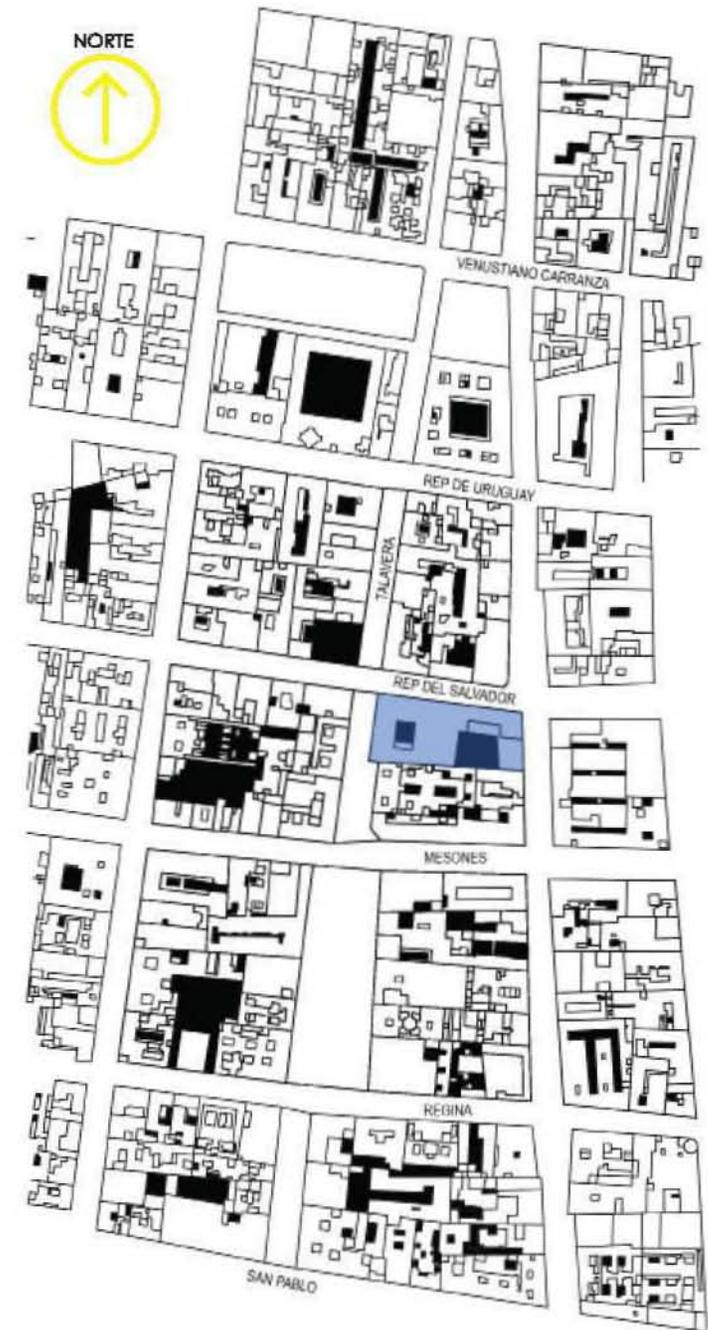 NORTE
VENUSTIANO CARRANZA
REP DE URUGUAY
TALAVERA
REP DEL SALVADOR
MESONES
REGINA
SAN PABLO